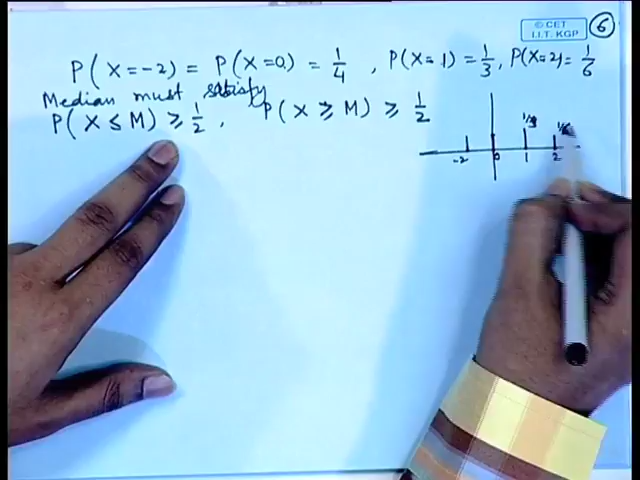 © CET
I.I.T. KGP
6
P(X=-2) = P(X=0) = 1/4 , P(X=1) = 1/3, P(X=2) = 1/6
Median must satisfy
P(X ≤ M) ≥ 1/2 , P(X ≥ M) ≥ 1/2
1/3
-2 0 1 2